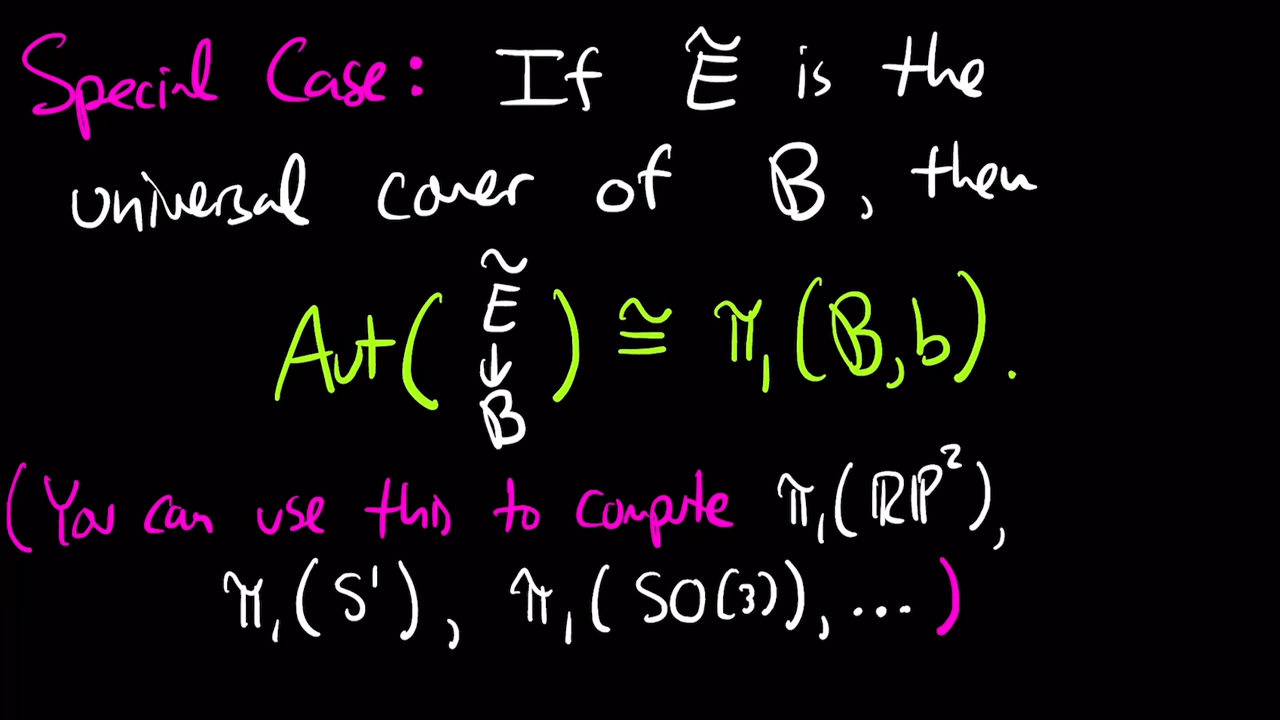 Special Case: If Ẽ is the
universal cover of B, then
Aut( Ẽ ↓ B ) ≅ π₁(B,b).
(You can use this to compute π₁(ℝℙ²),
π₁(S¹), π₁(SO(3)), ...)